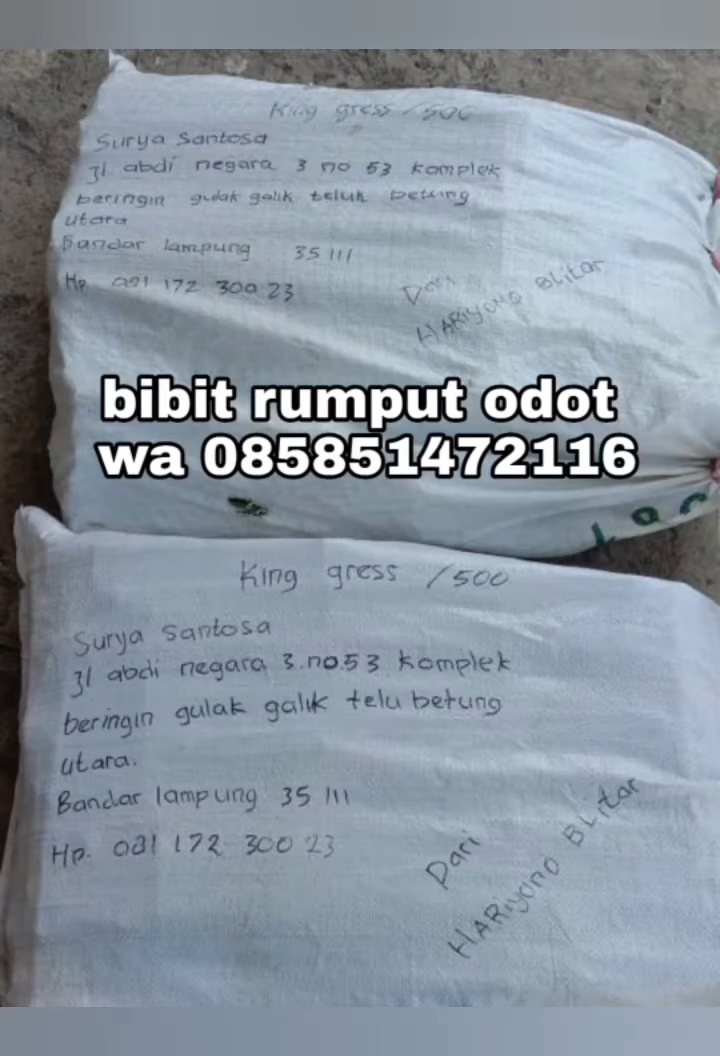 King gress / 500
Surya Santosa
Jl abdi negara 3 no 53 komplek
beringin gulak galik teluk betung
utara
Bandar lampung 35 111
Hp 081 172 300 23
Dari
HARiyono BLitar
bibit rumput odot
wa 085851472116
King gress /500
Surya Santosa
Jl abdi negara 3.no.53 komplek
beringin gulak galik telu betung
utara.
Bandar lampung 35 111
Hp. 081 172 300 23
Dari
HARiyono BLitar